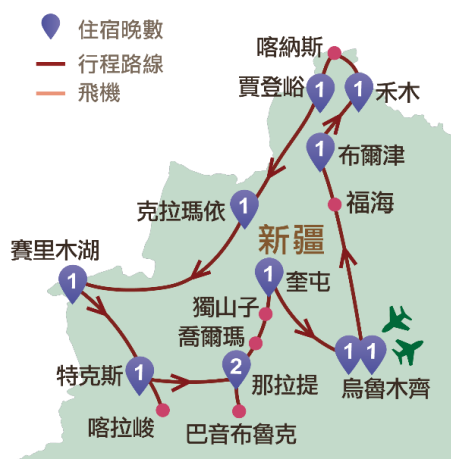 住宿晚數
行程路線
飛機
喀納斯
賈登峪
1
1
禾木
1
布爾津
克拉瑪依
1
福海
新疆
賽里木湖
1
1
奎屯
獨山子
喬爾瑪
特克斯
1
2
那拉提
1
1
烏魯木齊
喀拉峻
巴音布魯克